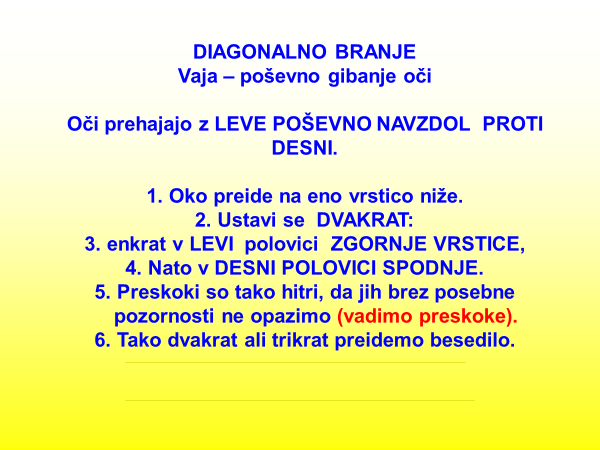 DIAGONALNO BRANJE
Vaja – poševno gibanje oči
Oči prehajajo z LEVE POŠEVNO NAVZDOL PROTI
DESNI.
1. Oko preide na eno vrstico niže.
2. Ustavi se DVAKRAT:
3. enkrat v LEVI polovici ZGORNJE VRSTICE,
4. Nato v DESNI POLOVICI SPODNJE.
5. Preskoki so tako hitri, da jih brez posebne
pozornosti ne opazimo (vadimo preskoke).
6. Tako dvakrat ali trikrat preidemo besedilo.